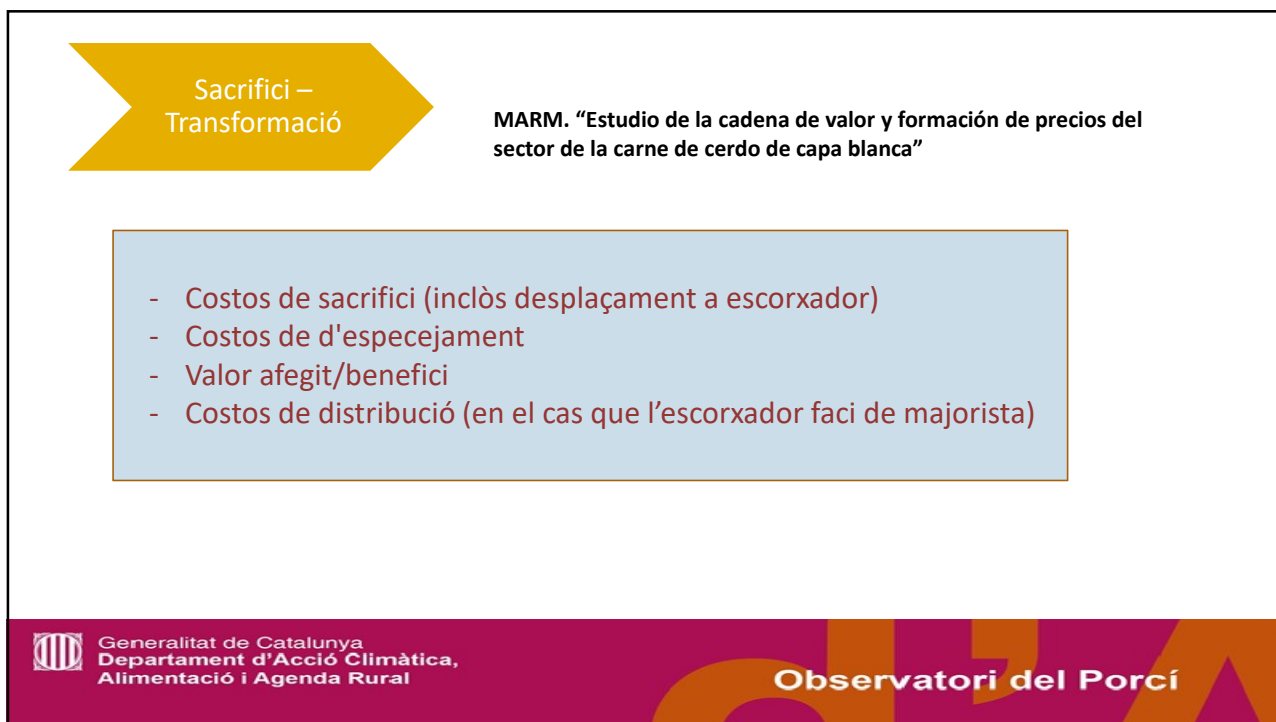 Sacrifici –
Transformació
MARM. “Estudio de la cadena de valor y formación de precios del
sector de la carne de cerdo de capa blanca”
- Costos de sacrifici (inclòs desplaçament a escorxador)
- Costos de d'especejament
- Valor afegit/benefici
- Costos de distribució (en el cas que l’escorxador faci de majorista)
Generalitat de Catalunya
Departament d’Acció Climàtica,
Alimentació i Agenda Rural
d’A
Observatori del Porcí